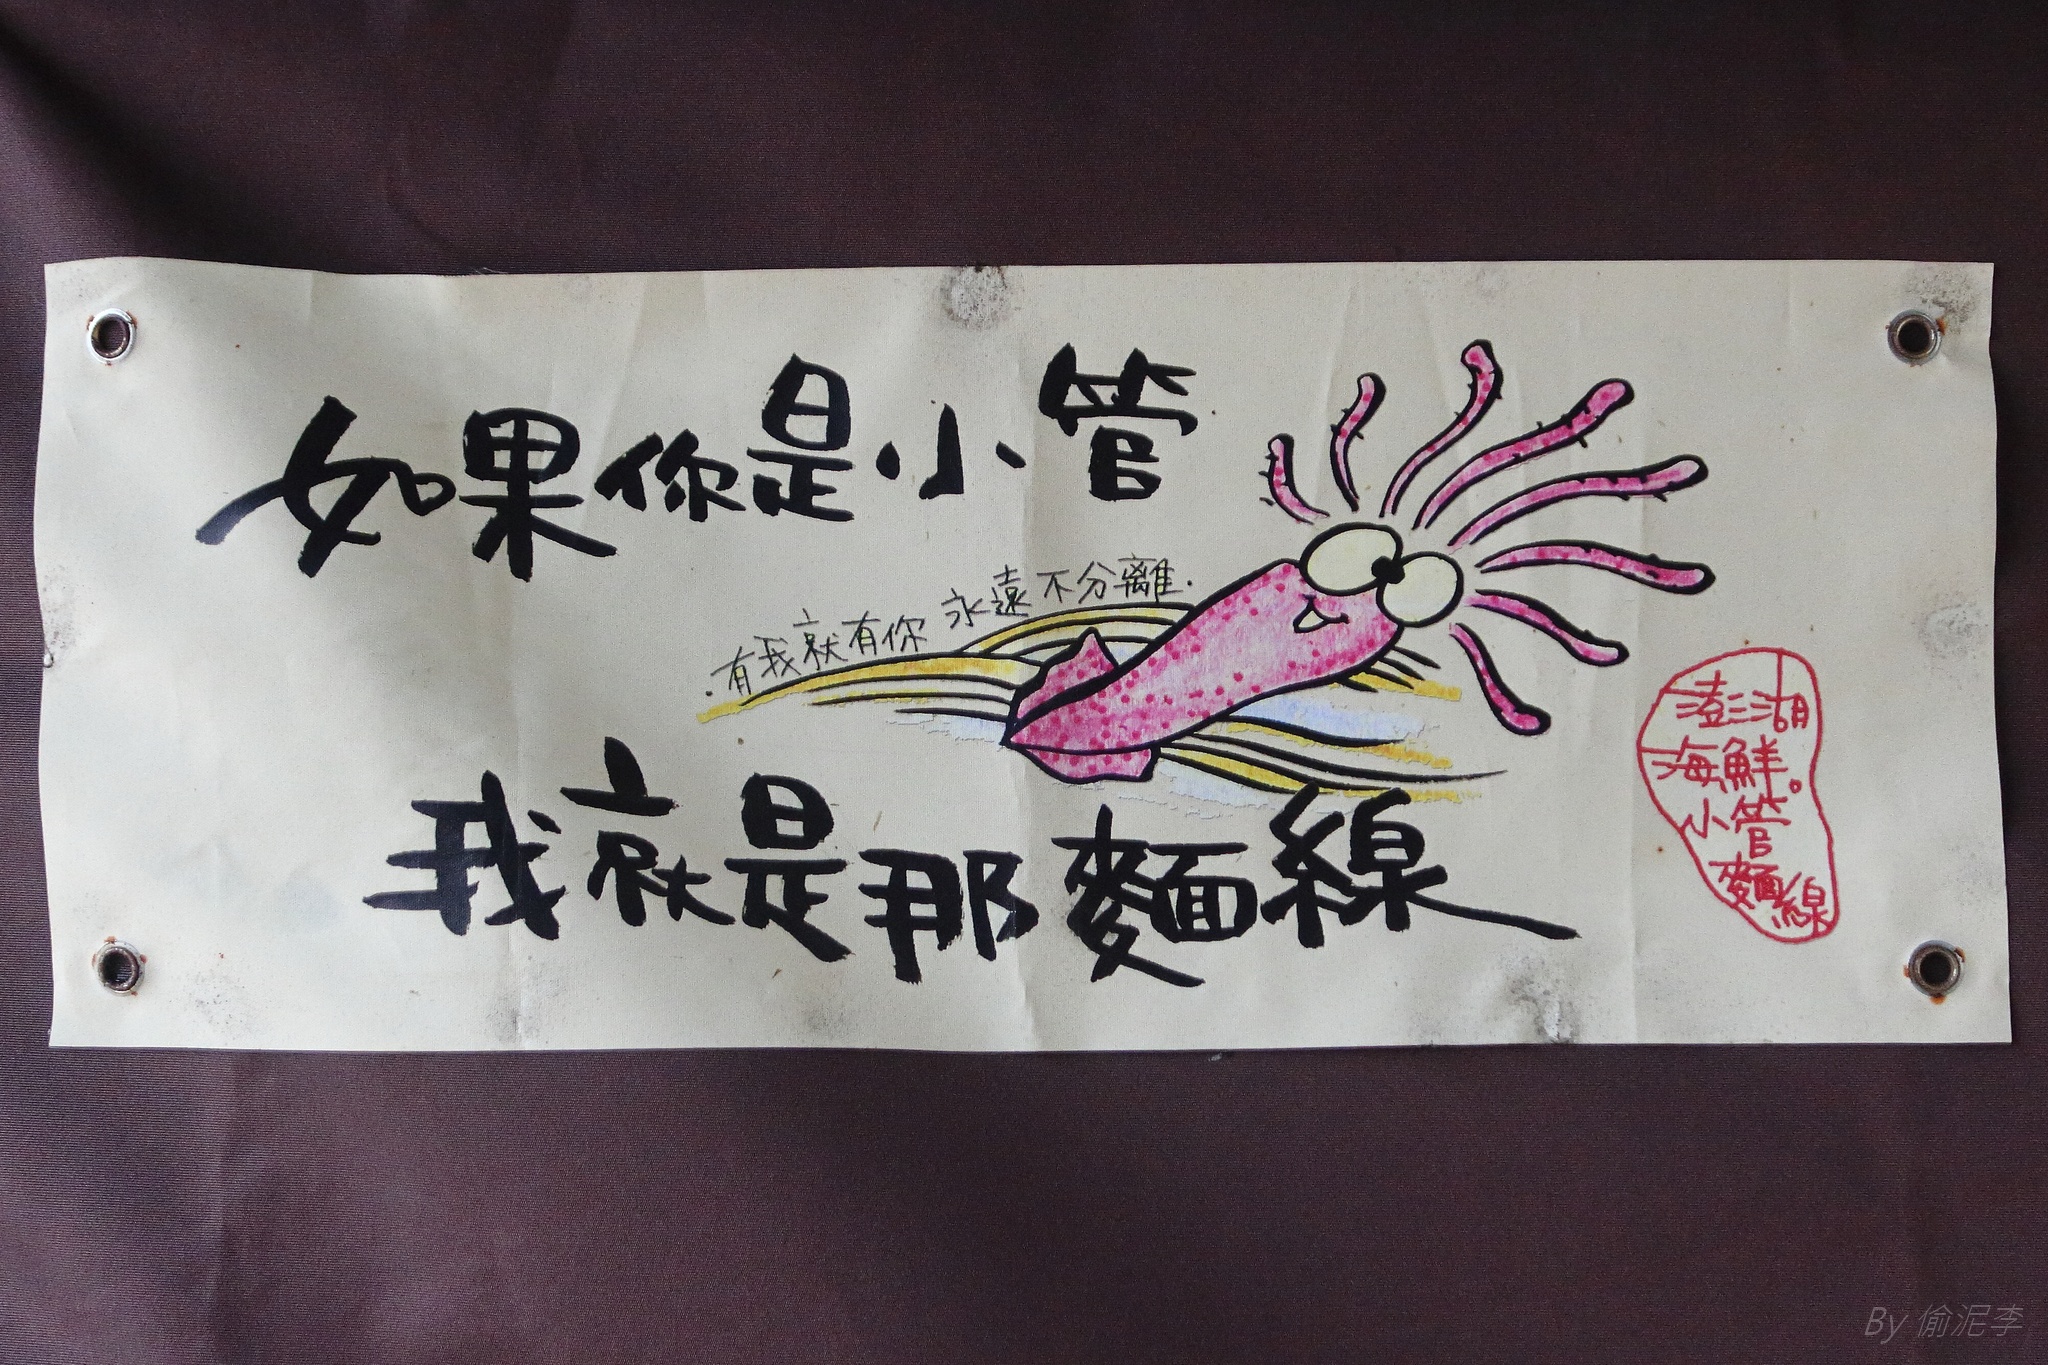 如果你是小管
有我就有你 永遠不分離.
我就是那麵線
澎湖
海鮮。
小管
麵線
By 偷泥李